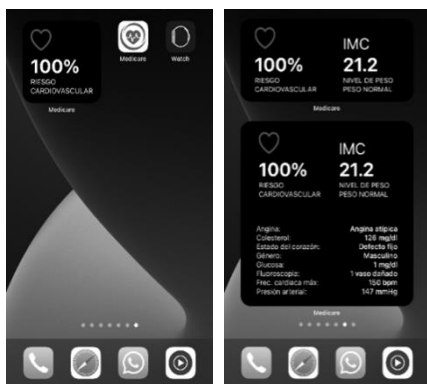 100%
RIESGO
CARDIOVASCULAR
Medicare
Medicare
Watch
100%
RIESGO
CARDIOVASCULAR
IMC
21.2
NIVEL DE PESO
PESO NORMAL
Medicare
100%
RIESGO
CARDIOVASCULAR
IMC
21.2
NIVEL DE PESO
PESO NORMAL
Angina: Angina atípica
Colesterol: 126 mg/dl
Estado del corazón: Defecto fijo
Género: Masculino
Glucosa: 1 mg/dl
Fluoroscopia: 1 vaso dañado
Frec. cardíaca máx: 150 bpm
Presión arterial: 147 mmHg
Medicare